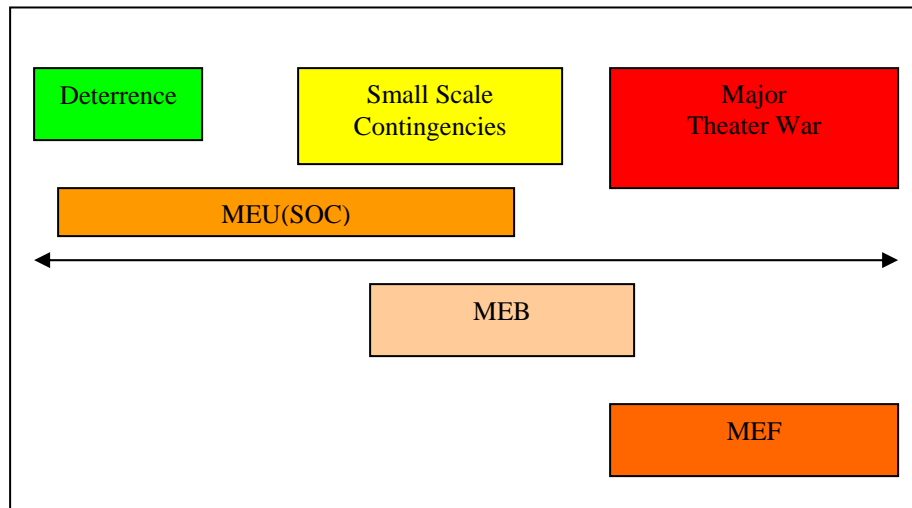 Deterrence
Small Scale
Contingencies
Major
Theater War
MEU(SOC)
MEB
MEF